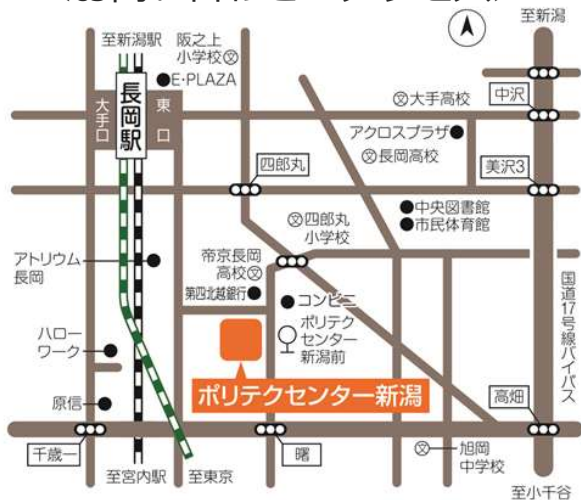 至新潟
至新潟駅
阪之上
小学校㊫
E・PLAZA
大手口
長岡駅
東口
㊫大手高校
中沢
アクロスプラザ
㊫長岡高校
四郎丸
美沢3
㊫四郎丸
小学校
中央図書館
市民体育館
帝京長岡
高校㊫
アトリウム
長岡
第四北越銀行
コンビニ
国道17号線バイパス
ポリテク
センター
新潟前
ハロー
ワーク
ポリテクセンター新潟
原信
高畑
千歳一
曙
㊫旭岡
中学校
至宮内駅
至東京
至小千谷